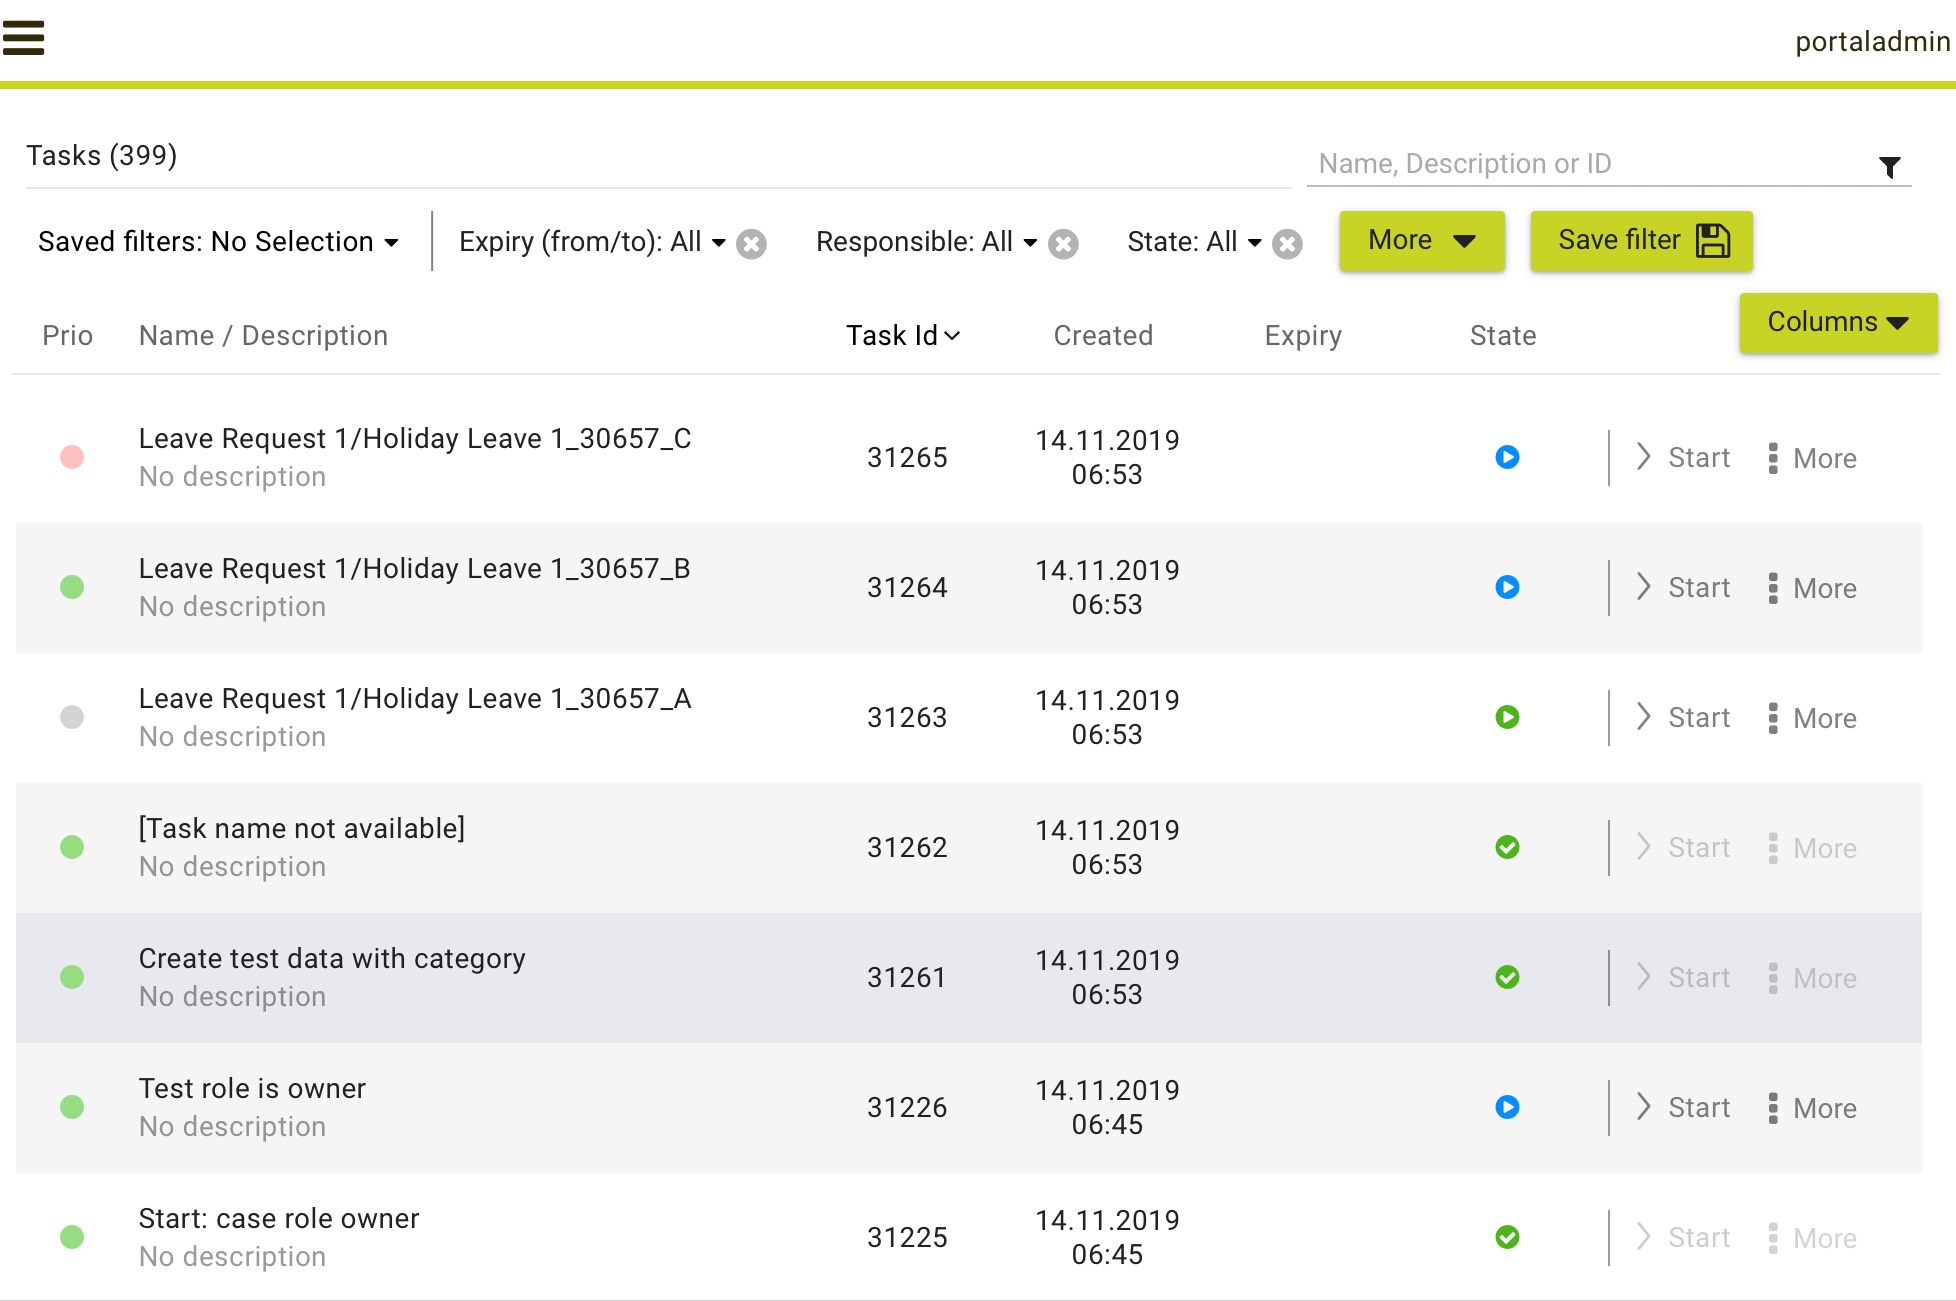 portaladmin
Tasks (399)
Name, Description or ID
Saved filters: No Selection Expiry (from/to): All Responsible: All State: All More Save filter
Prio Name / Description Task Id Created Expiry State Columns
Leave Request 1/Holiday Leave 1_30657_C
No description
31265
14.11.2019
06:53
Start More
Leave Request 1/Holiday Leave 1_30657_B
No description
31264
14.11.2019
06:53
Start More
Leave Request 1/Holiday Leave 1_30657_A
No description
31263
14.11.2019
06:53
Start More
[Task name not available]
No description
31262
14.11.2019
06:53
Start More
Create test data with category
No description
31261
14.11.2019
06:53
Start More
Test role is owner
No description
31226
14.11.2019
06:45
Start More
Start: case role owner
No description
31225
14.11.2019
06:45
Start More